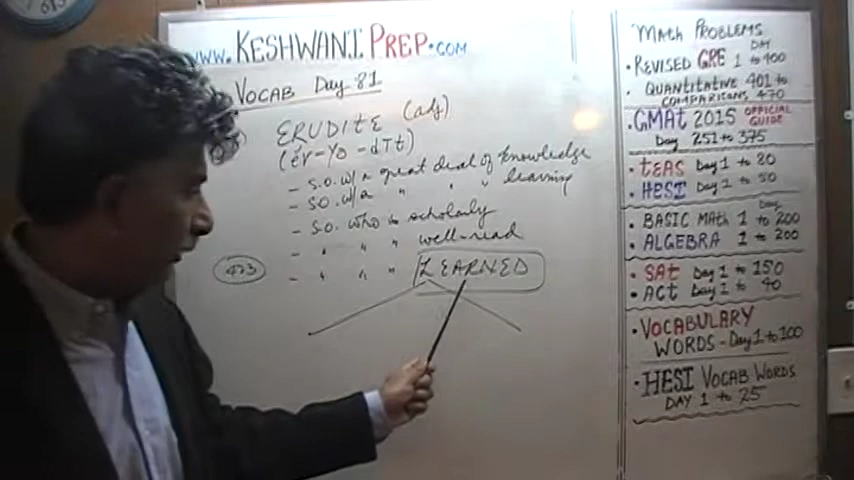 www.KESHWANIPREP.com
VOCAB Day 81
ERUDITE (adj)
(ĕr-Yə-dīt)
- s.o. w/a great deal of knowledge
- s.o. w/a " " " learning
- s.o. who is scholarly
- " " " well-read
- " " " LEARNED
Math PROBLEMS
DAY
• REVISED GRE 1 to 400
• QUANTITATIVE 401 to
COMPARISONS 470
• GMAt 2015 OFFICIAL GUIDE
Day 251 to 375
• tEAS Day 1 to 80
• HESI Day 1 to 50
DAY
• BASIC MAth 1 to 200
• ALGEBRA 1 to 200
• SAt Day 1 to 150
• ACT Day 1 to 40
• VOCABULARY
WORDS - Day 1 to 100
• HESI VOCAB WORDS
DAY 1 to 25